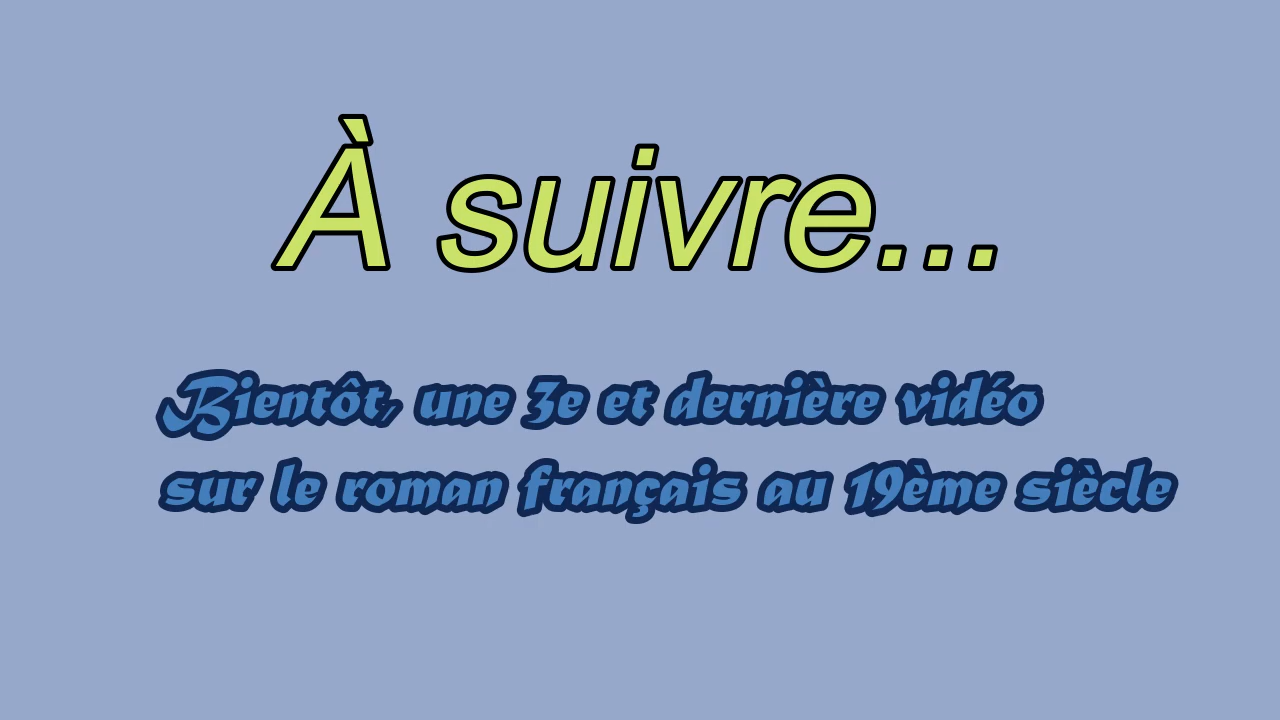 À suivre...
Bientôt, une 3e et dernière vidéo
sur le roman français au 19ème siècle